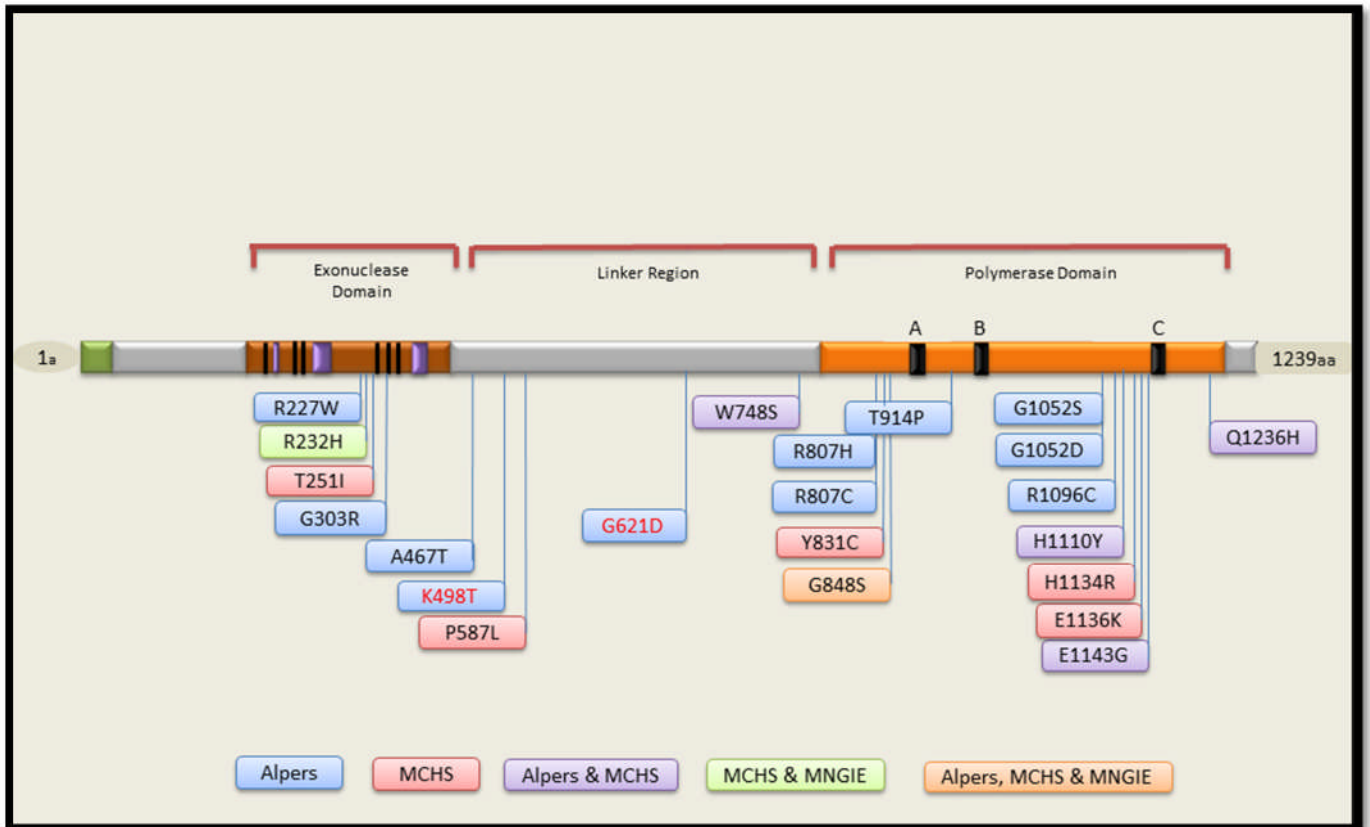 Exonuclease
Domain
Linker Region
Polymerase Domain
A
B
C
1a
1239aa
R227W
R232H
T251I
G303R
A467T
K498T
P587L
G621D
W748S
T914P
R807H
R807C
Y831C
G848S
G1052S
G1052D
R1096C
H1110Y
H1134R
E1136K
E1143G
Q1236H
Alpers
MCHS
Alpers & MCHS
MCHS & MNGIE
Alpers, MCHS & MNGIE